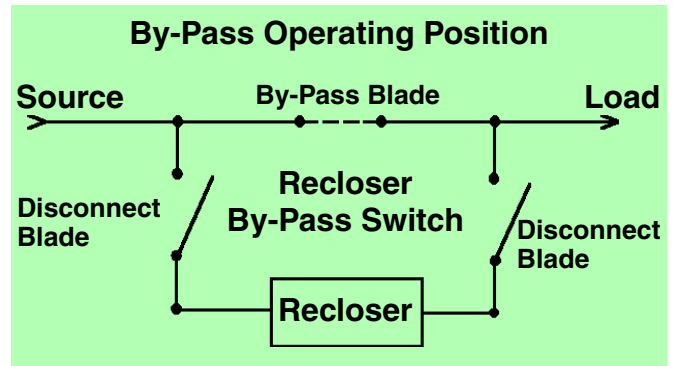 By-Pass Operating Position
Source
By-Pass Blade
Load
Recloser
By-Pass Switch
Disconnect
Blade
Disconnect
Blade
Recloser